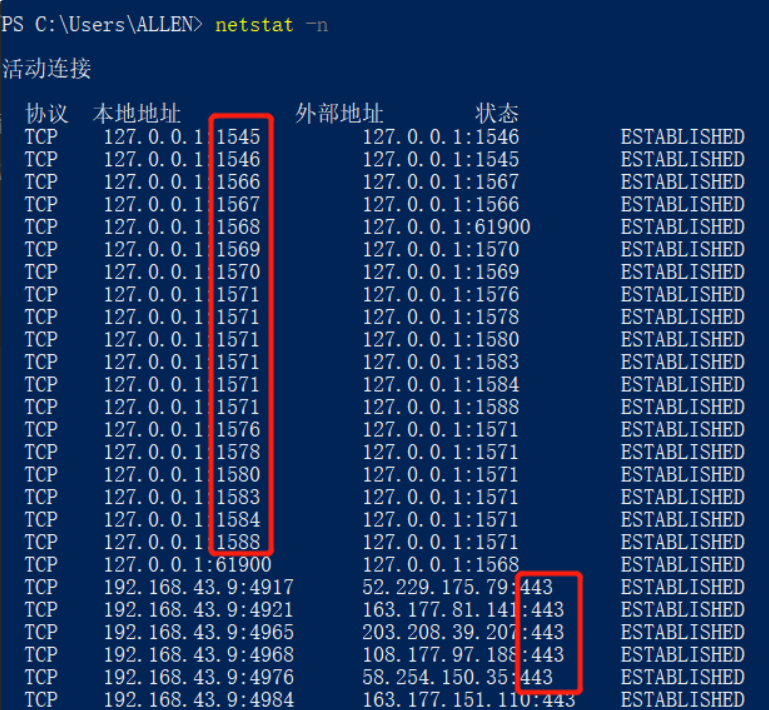 PS C:\Users\ALLEN> netstat -n
活动连接
协议 本地地址 外部地址 状态
TCP 127.0.0.1:1545 127.0.0.1:1546 ESTABLISHED
TCP 127.0.0.1:1546 127.0.0.1:1545 ESTABLISHED
TCP 127.0.0.1:1566 127.0.0.1:1567 ESTABLISHED
TCP 127.0.0.1:1567 127.0.0.1:1566 ESTABLISHED
TCP 127.0.0.1:1568 127.0.0.1:61900 ESTABLISHED
TCP 127.0.0.1:1569 127.0.0.1:1570 ESTABLISHED
TCP 127.0.0.1:1570 127.0.0.1:1569 ESTABLISHED
TCP 127.0.0.1:1571 127.0.0.1:1576 ESTABLISHED
TCP 127.0.0.1:1571 127.0.0.1:1578 ESTABLISHED
TCP 127.0.0.1:1571 127.0.0.1:1580 ESTABLISHED
TCP 127.0.0.1:1571 127.0.0.1:1583 ESTABLISHED
TCP 127.0.0.1:1571 127.0.0.1:1584 ESTABLISHED
TCP 127.0.0.1:1571 127.0.0.1:1588 ESTABLISHED
TCP 127.0.0.1:1576 127.0.0.1:1571 ESTABLISHED
TCP 127.0.0.1:1578 127.0.0.1:1571 ESTABLISHED
TCP 127.0.0.1:1580 127.0.0.1:1571 ESTABLISHED
TCP 127.0.0.1:1583 127.0.0.1:1571 ESTABLISHED
TCP 127.0.0.1:1584 127.0.0.1:1571 ESTABLISHED
TCP 127.0.0.1:1588 127.0.0.1:1571 ESTABLISHED
TCP 127.0.0.1:61900 127.0.0.1:1568 ESTABLISHED
TCP 192.168.43.9:4917 52.229.175.79:443 ESTABLISHED
TCP 192.168.43.9:4921 163.177.81.141:443 ESTABLISHED
TCP 192.168.43.9:4965 203.208.39.207:443 ESTABLISHED
TCP 192.168.43.9:4968 108.177.97.188:443 ESTABLISHED
TCP 192.168.43.9:4976 58.254.150.35:443 ESTABLISHED
TCP 192.168.43.9:4984 163.177.151.110:443 ESTABLISHED